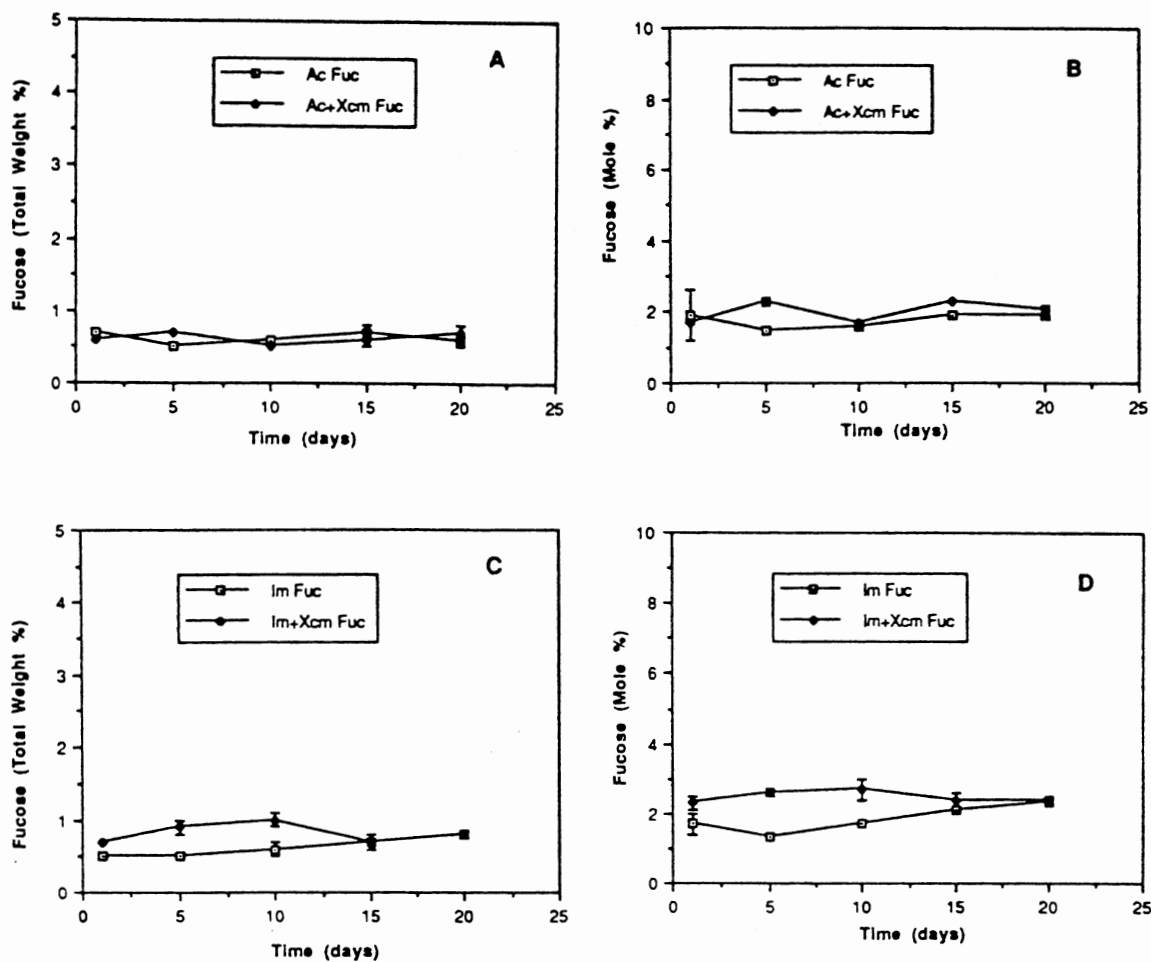 A
Ac Fuc
Ac+Xcm Fuc
Fucose (Total Weight %)
5
4
3
2
1
0
0 5 10 15 20 25
Time (days)
B
Ac Fuc
Ac+Xcm Fuc
Fucose (Mole %)
10
8
6
4
2
0
0 5 10 15 20 25
Time (days)
C
Im Fuc
Im+Xcm Fuc
Fucose (Total Weight %)
5
4
3
2
1
0
0 5 10 15 20 25
Time (days)
D
Im Fuc
Im+Xcm Fuc
Fucose (Mole %)
10
8
6
4
2
0
0 5 10 15 20 25
Time (days)